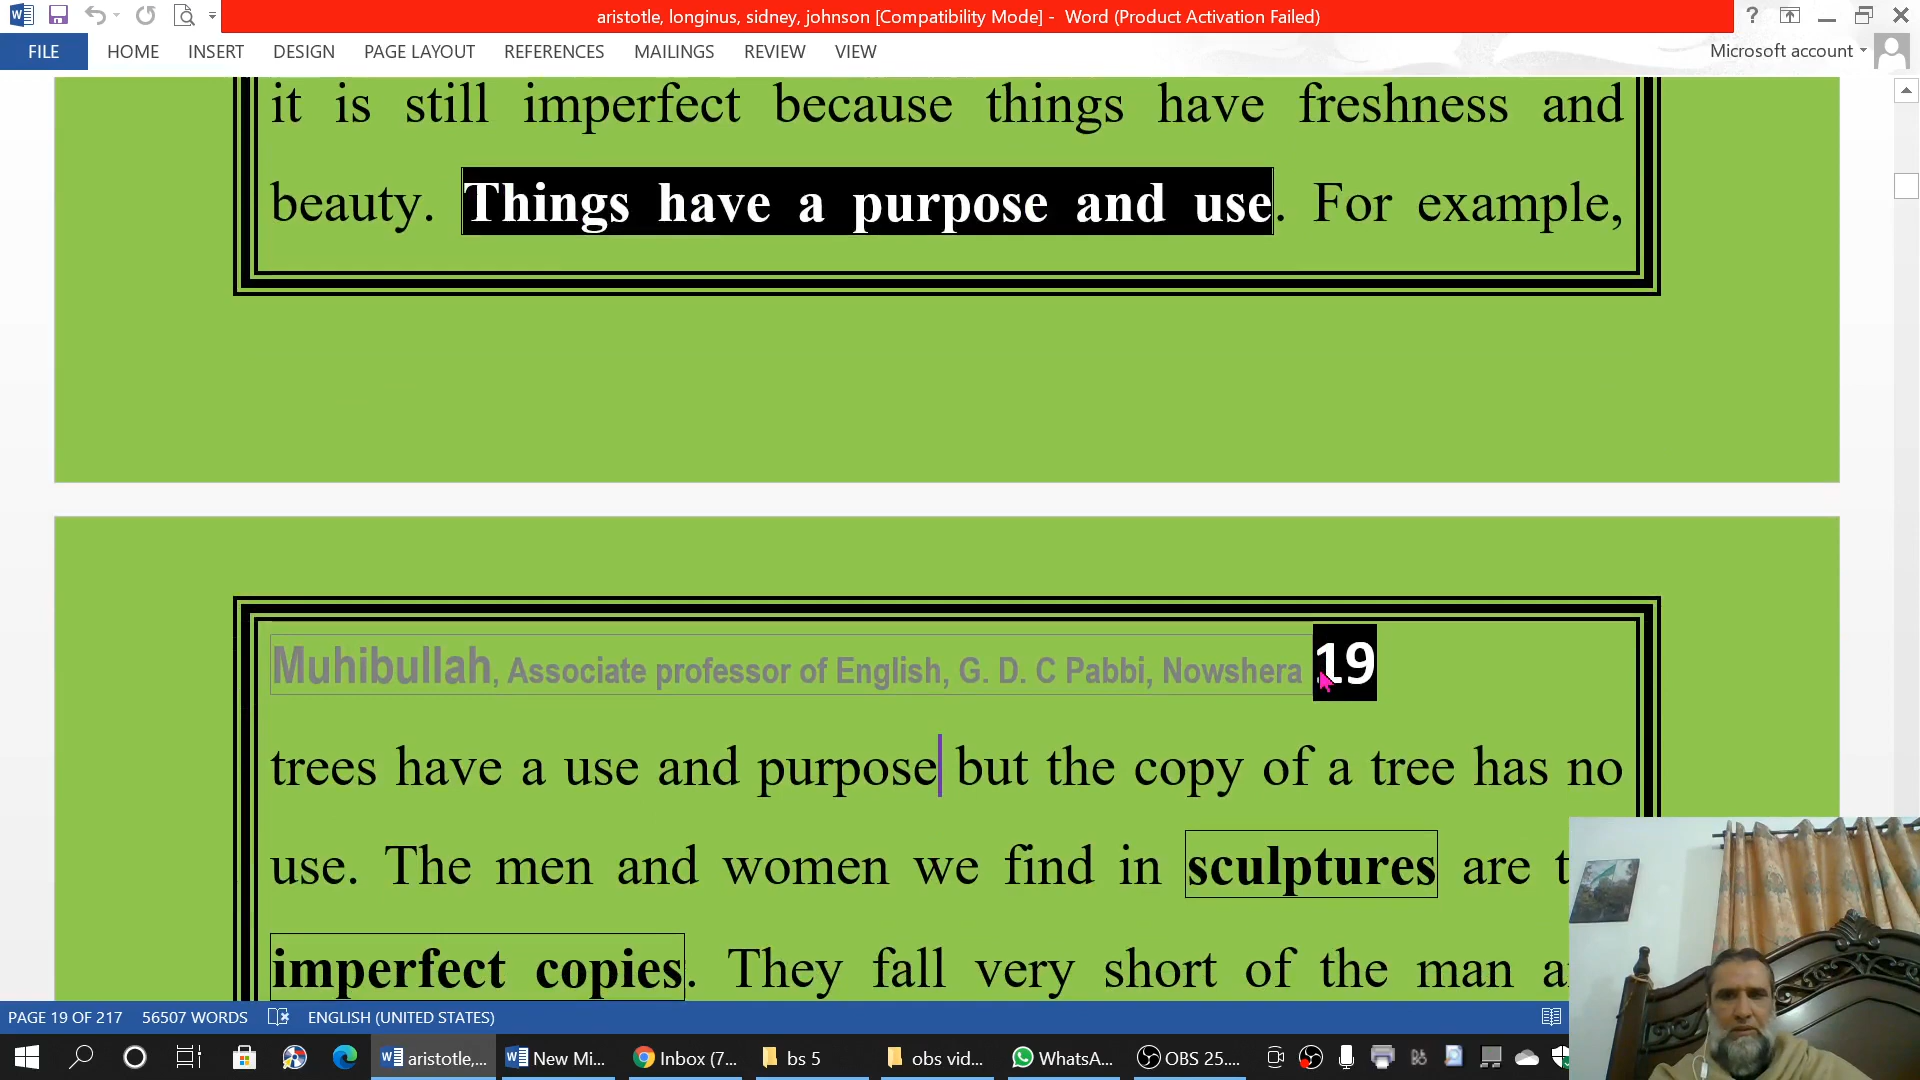 aristotle, longinus, sidney, johnson [Compatibility Mode] - Word (Product Activation Failed)
?
FILE HOME INSERT DESIGN PAGE LAYOUT REFERENCES MAILINGS REVIEW VIEW
Microsoft account
it is still imperfect because things have freshness and
beauty. Things have a purpose and use. For example,
Muhibullah, Associate professor of English, G. D. C Pabbi, Nowshera 19
trees have a use and purpose but the copy of a tree has no
use. The men and women we find in sculptures are
imperfect copies. They fall very short of the man
PAGE 19 OF 217 56507 WORDS ENGLISH (UNITED STATES)
aristotle,... New Mi... Inbox (7... bs 5 obs vid... WhatsA... OBS 25....